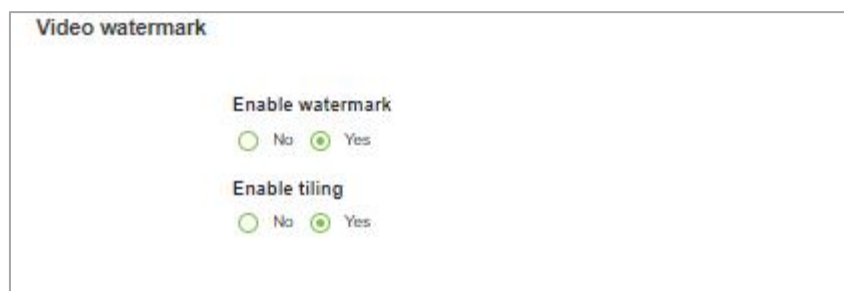 Video watermark
Enable watermark
No Yes
Enable tiling
No Yes